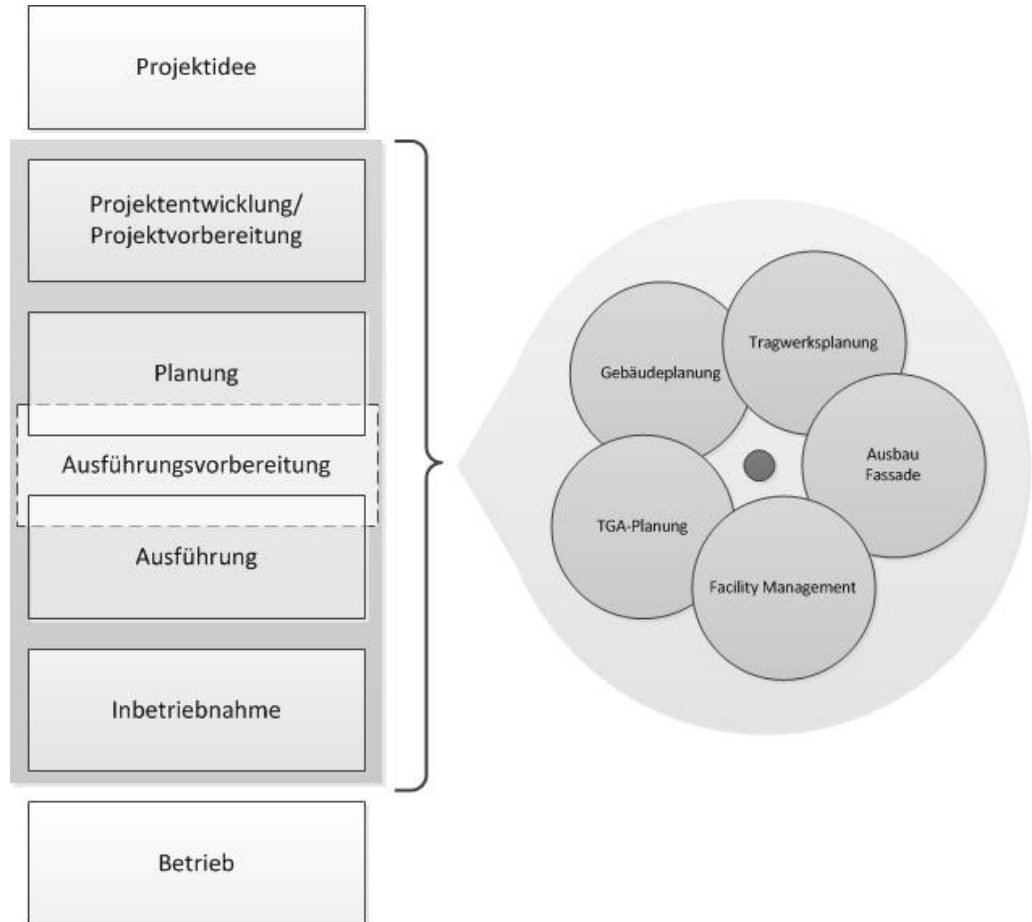 Projektidee
Projektentwicklung/
Projektvorbereitung
Planung
Ausführungsvorbereitung
Ausführung
Inbetriebnahme
Betrieb
Tragwerksplanung
Gebäudeplanung
Ausbau
Fassade
TGA-Planung
Facility Management